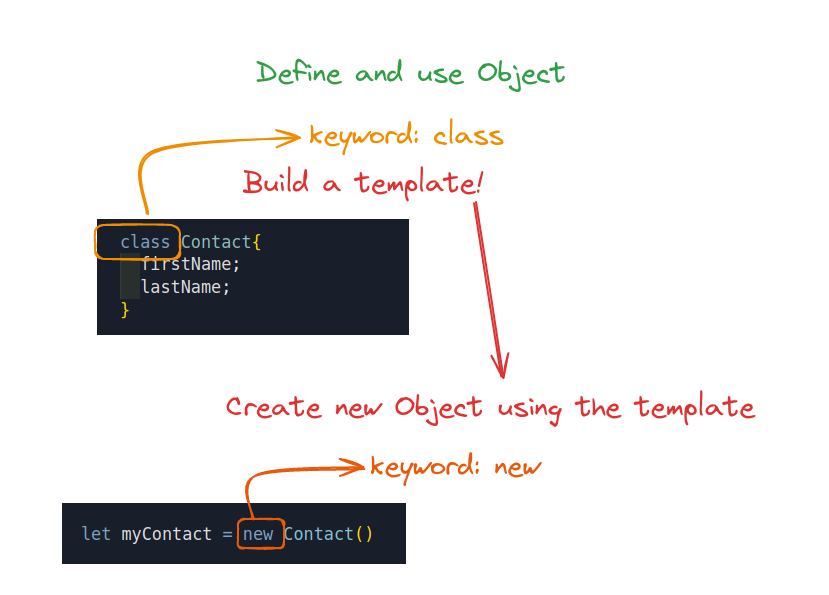 Define and use Object
keyword: class
Build a template!
class Contact{
firstName;
lastName;
}
Create new Object using the template
keyword: new
let myContact = new Contact()